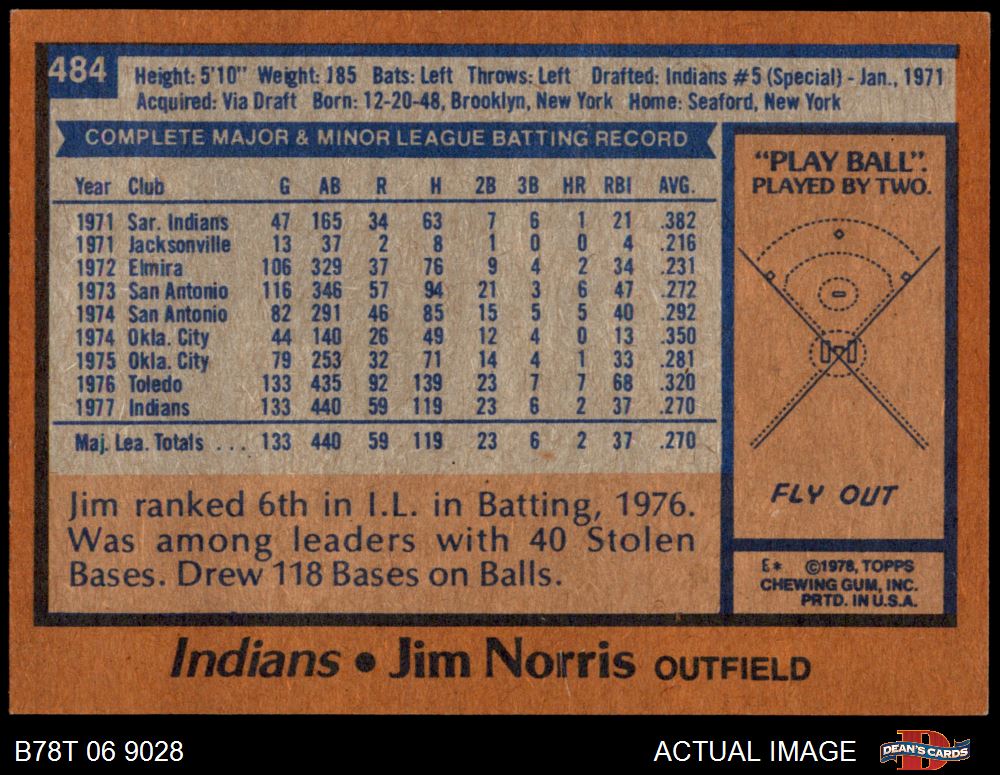 484
Height: 5'10" Weight: 185 Bats: Left Throws: Left Drafted: Indians #5 (Special) - Jan., 1971
Acquired: Via Draft Born: 12-20-48, Brooklyn, New York Home: Seaford, New York
COMPLETE MAJOR & MINOR LEAGUE BATTING RECORD
Year Club G AB R H 2B 3B HR RBI AVG.
1971 Sar. Indians 47 165 34 63 7 6 1 21 .382
1971 Jacksonville 13 37 2 8 1 0 0 4 .216
1972 Elmira 106 329 37 76 9 4 2 34 .231
1973 San Antonio 116 346 57 94 21 3 6 47 .272
1974 San Antonio 82 291 46 85 15 5 5 40 .292
1974 Okla. City 44 140 26 49 12 4 0 13 .350
1975 Okla. City 79 253 32 71 14 4 1 33 .281
1976 Toledo 133 435 92 139 23 7 7 68 .320
1977 Indians 133 440 59 119 23 6 2 37 .270
Maj. Lea. Totals ... 133 440 59 119 23 6 2 37 .270
Jim ranked 6th in I.L. in Batting, 1976.
Was among leaders with 40 Stolen
Bases. Drew 118 Bases on Balls.
"PLAY BALL".
PLAYED BY TWO.
FLY OUT
E* ©1978, TOPPS
CHEWING GUM, INC.
PRTD. IN U.S.A.
Indians • Jim Norris OUTFIELD
B78T 06 9028
ACTUAL IMAGE
D
DEAN'S CARDS